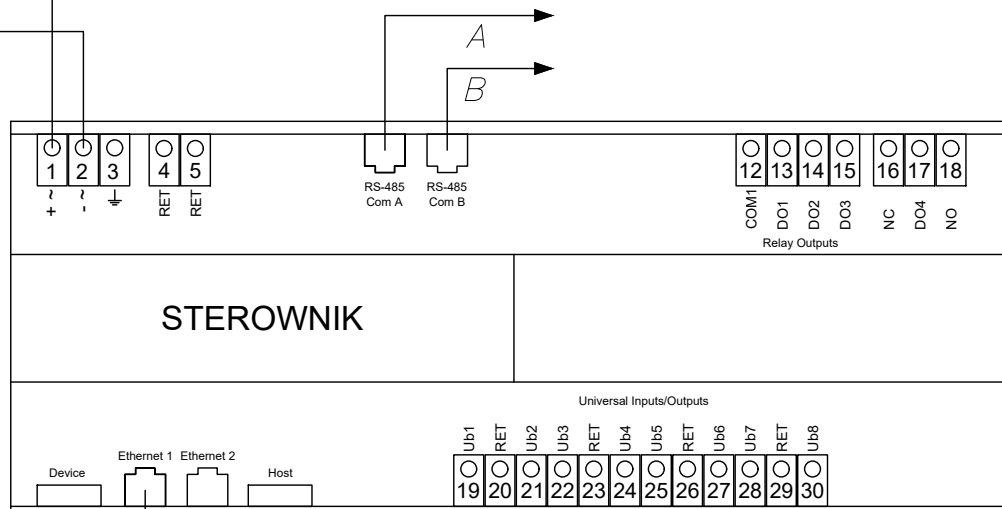 A
B
1 2 3 4 5 12 13 14 15 16 17 18
~ + ~ - RET RET
RS-485 Com A
RS-485 Com B
COM1 DO1 DO2 DO3 NC DO4 NO
Relay Outputs
STEROWNIK
Universal Inputs/Outputs
Ub1 RET Ub2 Ub3 RET Ub4 Ub5 RET Ub6 Ub7 RET Ub8
Ethernet 1 Ethernet 2
Device Host
19 20 21 22 23 24 25 26 27 28 29 30